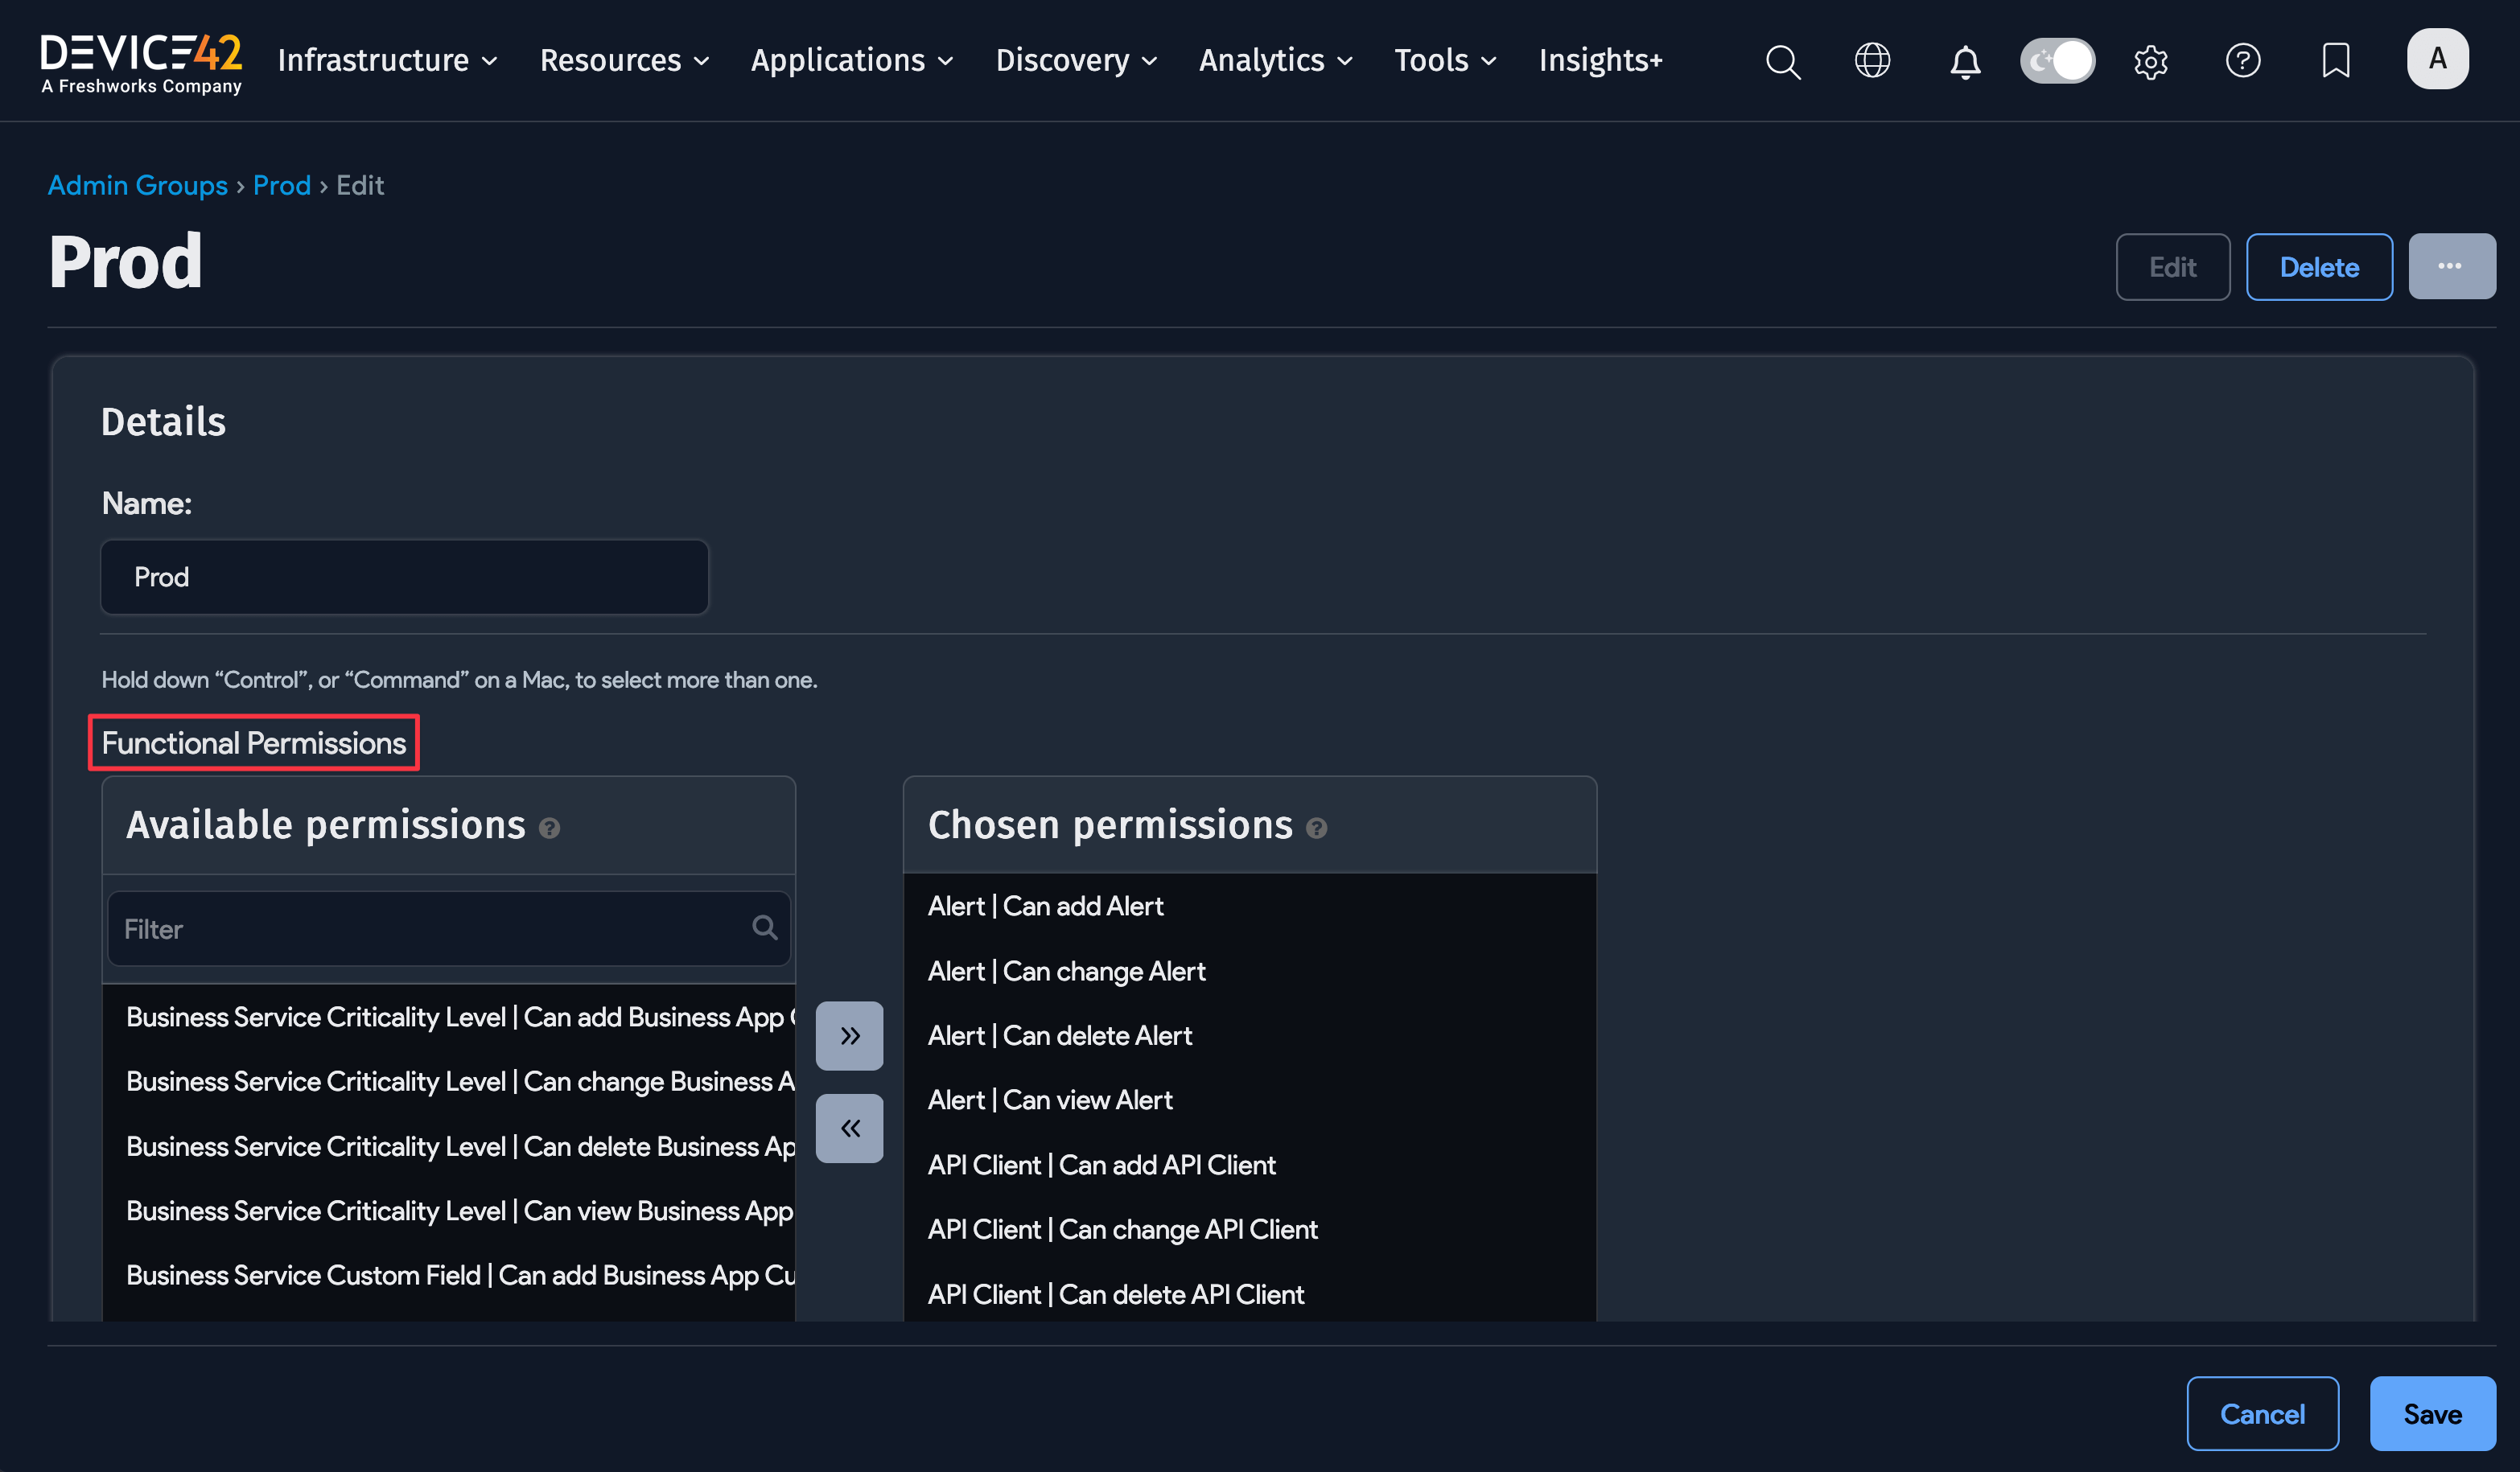 DEVICE42
A Freshworks Company
Infrastructure Resources Applications Discovery Analytics Tools Insights+
A
Admin Groups › Prod › Edit
Prod
Edit Delete ...
Details
Name:
Prod
Hold down “Control”, or “Command” on a Mac, to select more than one.
Functional Permissions
Available permissions ?
Filter
Business Service Criticality Level | Can add Business App
Business Service Criticality Level | Can change Business A
Business Service Criticality Level | Can delete Business Ap
Business Service Criticality Level | Can view Business App
Business Service Custom Field | Can add Business App Cu
Chosen permissions ?
Alert | Can add Alert
Alert | Can change Alert
Alert | Can delete Alert
Alert | Can view Alert
API Client | Can add API Client
API Client | Can change API Client
API Client | Can delete API Client
Cancel Save